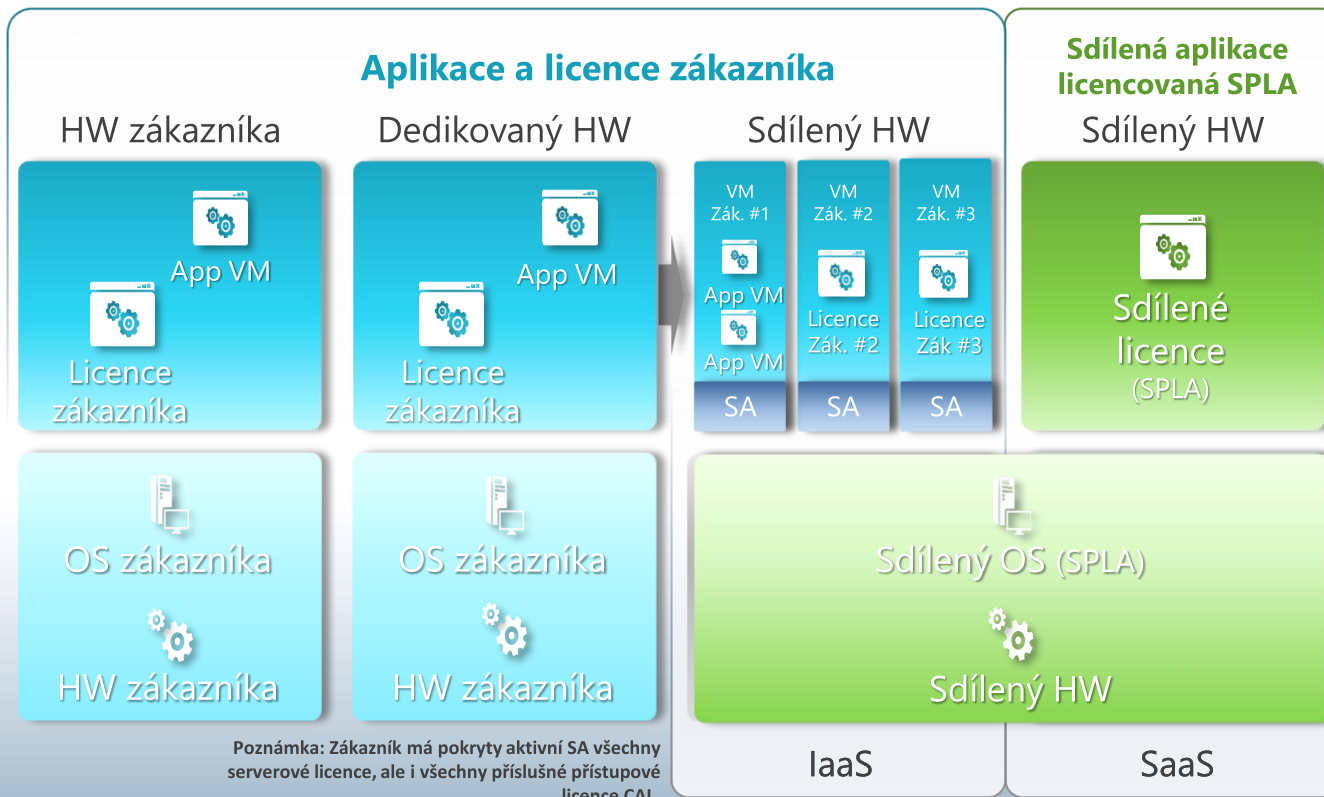 Aplikace a licence zákazníka
Sdílená aplikace
licencovaná SPLA
HW zákazníka
Dedikovaný HW
Sdílený HW
Sdílený HW
App VM
Licence
zákazníka
App VM
Licence
zákazníka
VM
Zák. #1
App VM
App VM
SA
VM
Zák. #2
Licence
Zák. #2
SA
VM
Zák. #3
Licence
Zák #3
SA
Sdílené
licence
(SPLA)
OS zákazníka
HW zákazníka
OS zákazníka
HW zákazníka
Sdílený OS (SPLA)
Sdílený HW
Poznámka: Zákazník má pokryty aktivní SA všechny
serverové licence, ale i všechny příslušné přístupové
licence CAL.
IaaS
SaaS